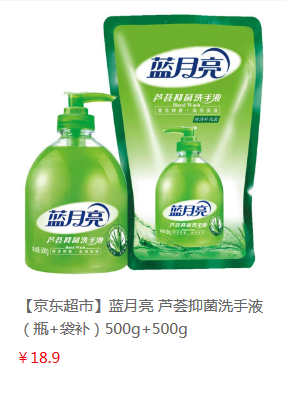 蓝月亮
芦荟抑菌洗手液
Hand Wash
蓝月亮
芦荟抑菌洗手液
蓝月亮
芦荟抑菌洗手液
【京东超市】蓝月亮 芦荟抑菌洗手液
（瓶+袋补）500g+500g
￥18.9